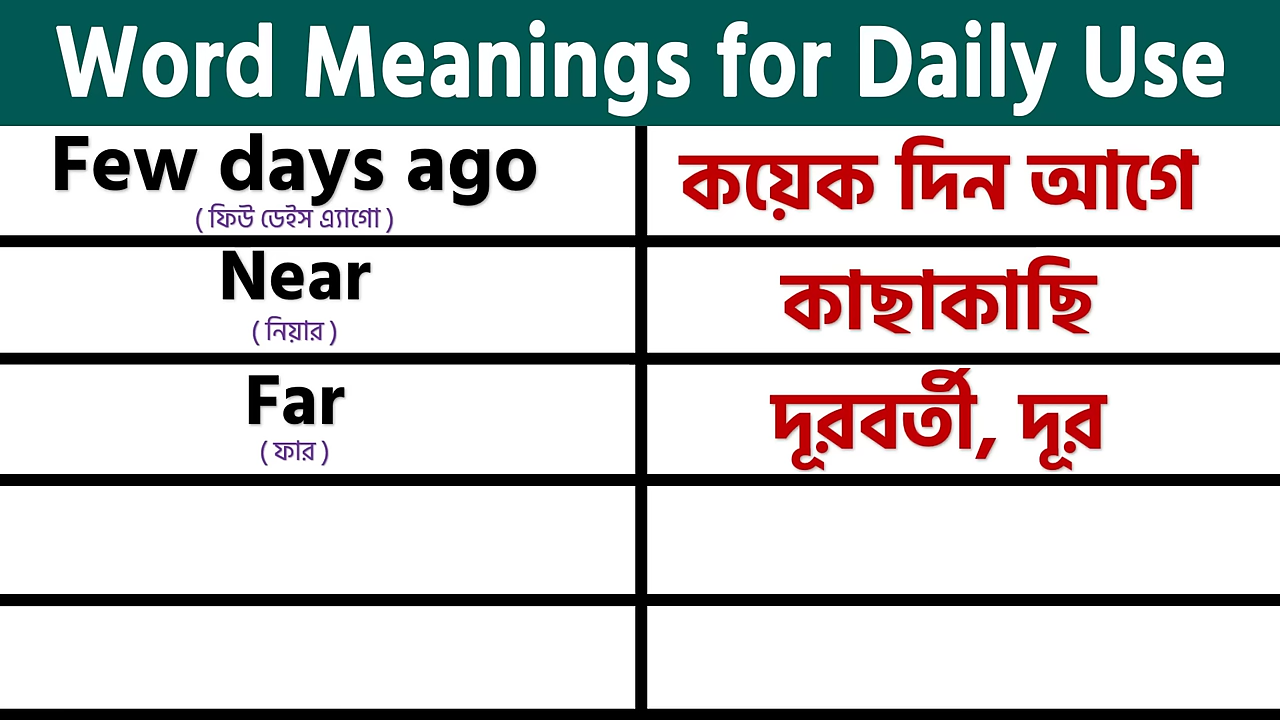 Word Meanings for Daily Use
Few days ago
( ফিউ ডেইস এ্যাগো )
কয়েক দিন আগে
Near
( নিয়ার )
কাছাকাছি
Far
( ফার )
দূরবর্তী, দূর